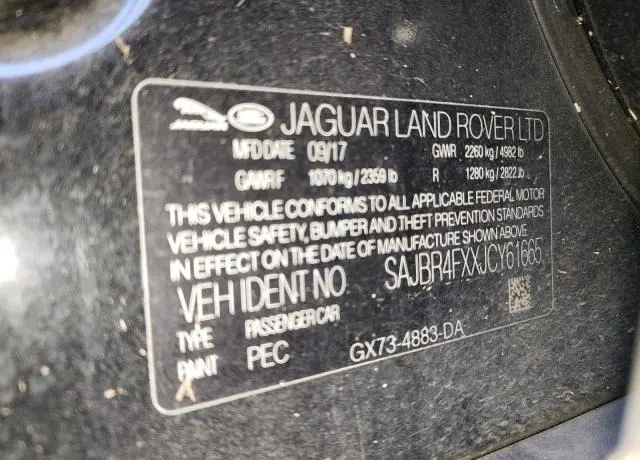 JAGUAR LAND ROVER LTD
MFD DATE 09/17 GWR 2260 kg / 4982 lb
GAWR F 1070 kg / 2359 lb R 1280 kg / 2822 lb
THIS VEHICLE CONFORMS TO ALL APPLICABLE FEDERAL MOTOR
VEHICLE SAFETY, BUMPER AND THEFT PREVENTION STANDARDS
IN EFFECT ON THE DATE OF MANUFACTURE SHOWN ABOVE
VEH IDENT NO SAJBR4FXXJCY61665
TYPE PASSENGER CAR
PAINT PEC GX73-4883-DA
A